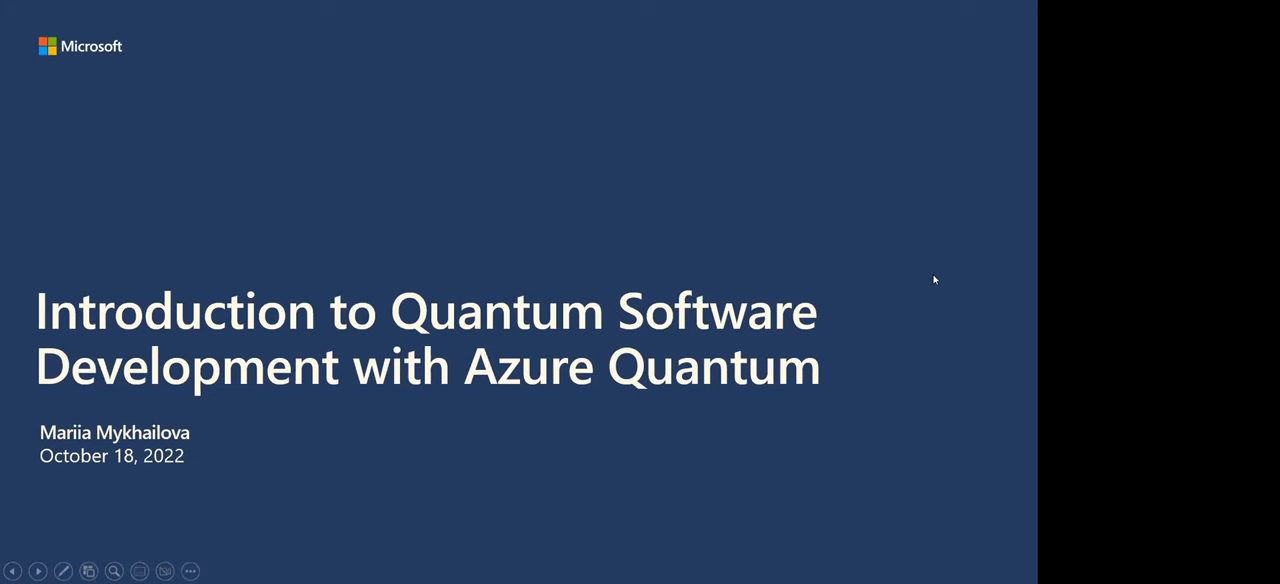 Microsoft
Introduction to Quantum Software
Development with Azure Quantum
Mariia Mykhailova
October 18, 2022